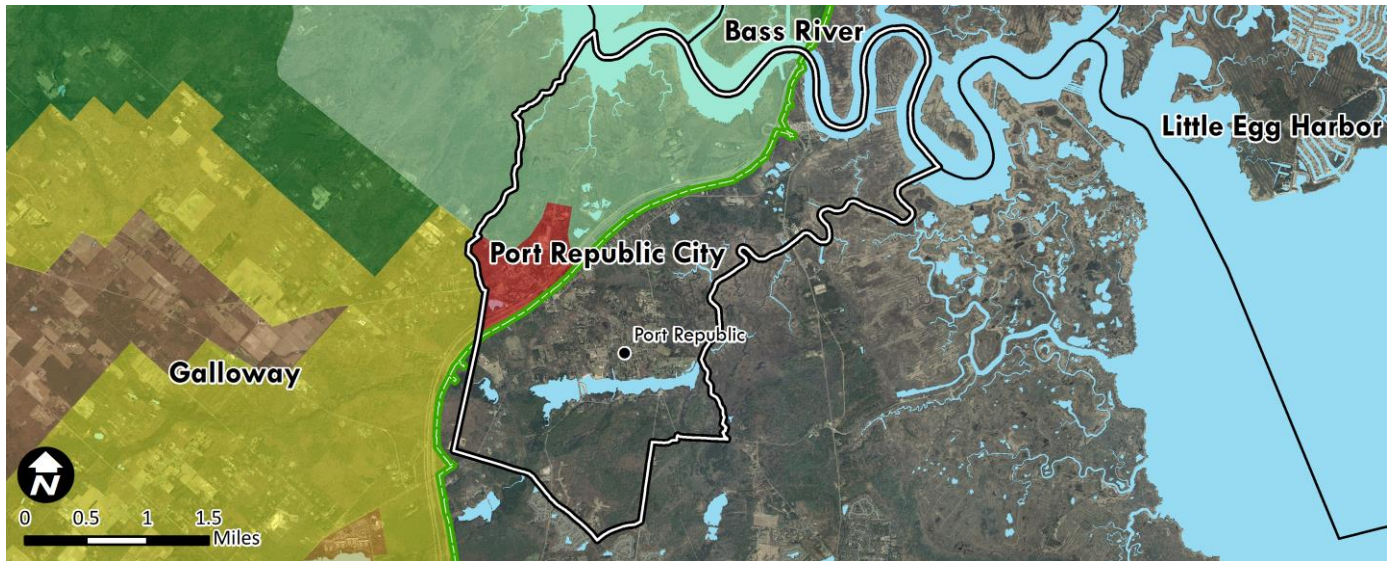 Bass River
Little Egg Harbor
Port Republic City
Port Republic
Galloway
N
0 0.5 1 1.5
Miles